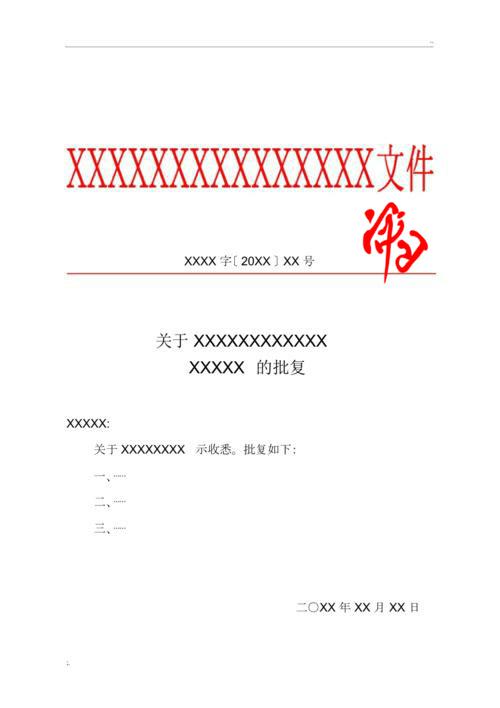 XXXXXXXXXXXXXXX文件
XXXX 字〔 20XX 〕 XX 号
关于 XXXXXXXXXXXX
XXXXX 的批复
XXXXX:
关于 XXXXXXXX 示收悉。批复如下:
一、……
二、……
三、……
二〇XX 年 XX 月 XX 日
;.